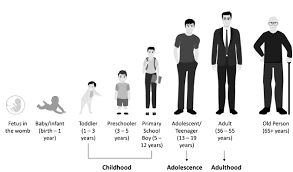 Fetus in
the womb
Baby/Infant
(birth – 1
year)
Toddler
(1 – 3
years)
Preschooler
(3 – 5
years)
Primary
School
Boy (5 –
12 years)
Adolescent/
Teenager
(13 – 19
years)
Adult
(36 – 55
years)
Old Person
(65+ years)
Childhood
Adolescence
Adulthood